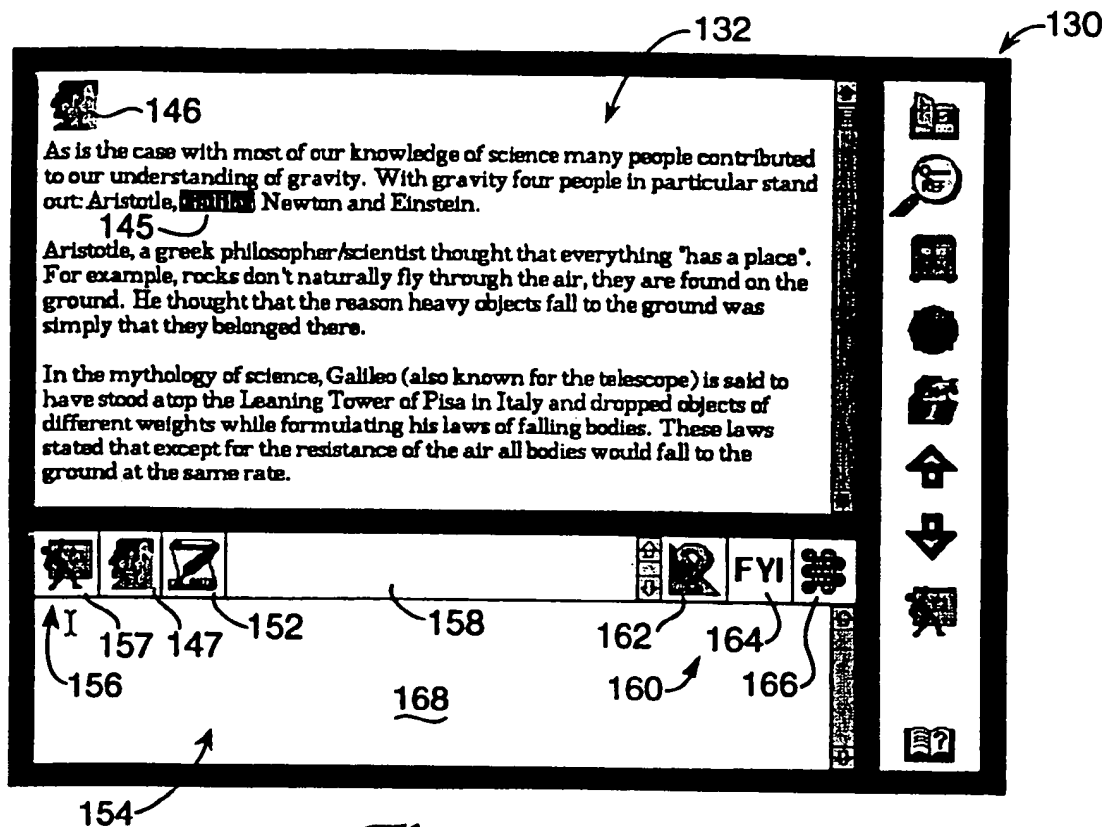 132
130
146
As is the case with most of our knowledge of science many people contributed
to our understanding of gravity. With gravity four people in particular stand
out: Aristotle, Newton and Einstein.
145
Aristotle, a greek philosopher/scientist thought that everything "has a place".
For example, rocks don't naturally fly through the air, they are found on the
ground. He thought that the reason heavy objects fall to the ground was
simply that they belonged there.
In the mythology of science, Galileo (also known for the telescope) is said to
have stood atop the Leaning Tower of Pisa in Italy and dropped objects of
different weights while formulating his laws of falling bodies. These laws
stated that except for the resistance of the air all bodies would fall to the
ground at the same rate.
REF
FYI
157 147 152 158 162 164
156 168 160 166
?
154